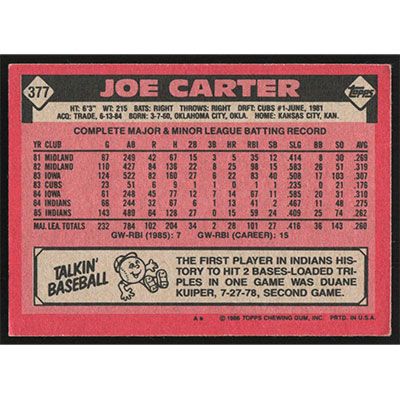 377
JOE CARTER
topps
HT: 6'3" WT: 215 BATS: RIGHT THROWS: RIGHT DRFT: CUBS #1-JUNE, 1981
ACQ: TRADE, 6-13-84 BORN: 3-7-60, OKLAHOMA CITY, OKLA. HOME: KANSAS CITY, KAN.
COMPLETE MAJOR & MINOR LEAGUE BATTING RECORD
YR CLUB G AB R H 2B 3B HR RBI SB SLG BB SO AVG
81 MIDLAND 67 249 42 67 15 3 5 35 12 .414 8 30 .269
82 MIDLAND 110 427 84 136 22 8 25 98 15 .583 .319
83 IOWA 124 522 82 160 27 6 22 83 40 .508 17 103 .307
83 CUBS 23 51 6 9 1 1 0 1 1 .235 0 21 .176
84 IOWA 61 248 45 77 12 7 14 67 11 .310
84 INDIANS 66 244 32 67 6 1 13 41 2 .467 11 48 .275
85 INDIANS 143 489 64 128 27 0 15 59 24 .409 25 74 .262
MAJ. LEA. TOTALS 232 784 102 204 34 2 28 101 27 .416 36 143 .260
GW-RBI (1985): 7 GW-RBI (CAREER): 15
TALKIN'
BASEBALL
THE FIRST PLAYER IN INDIANS HIS-
TORY TO HIT 2 BASES-LOADED TRI-
PLES IN ONE GAME WAS DUANE
KUIPER, 7-27-78, SECOND GAME.
A* © 1986 TOPPS CHEWING GUM, INC. PRTD. IN U.S.A.